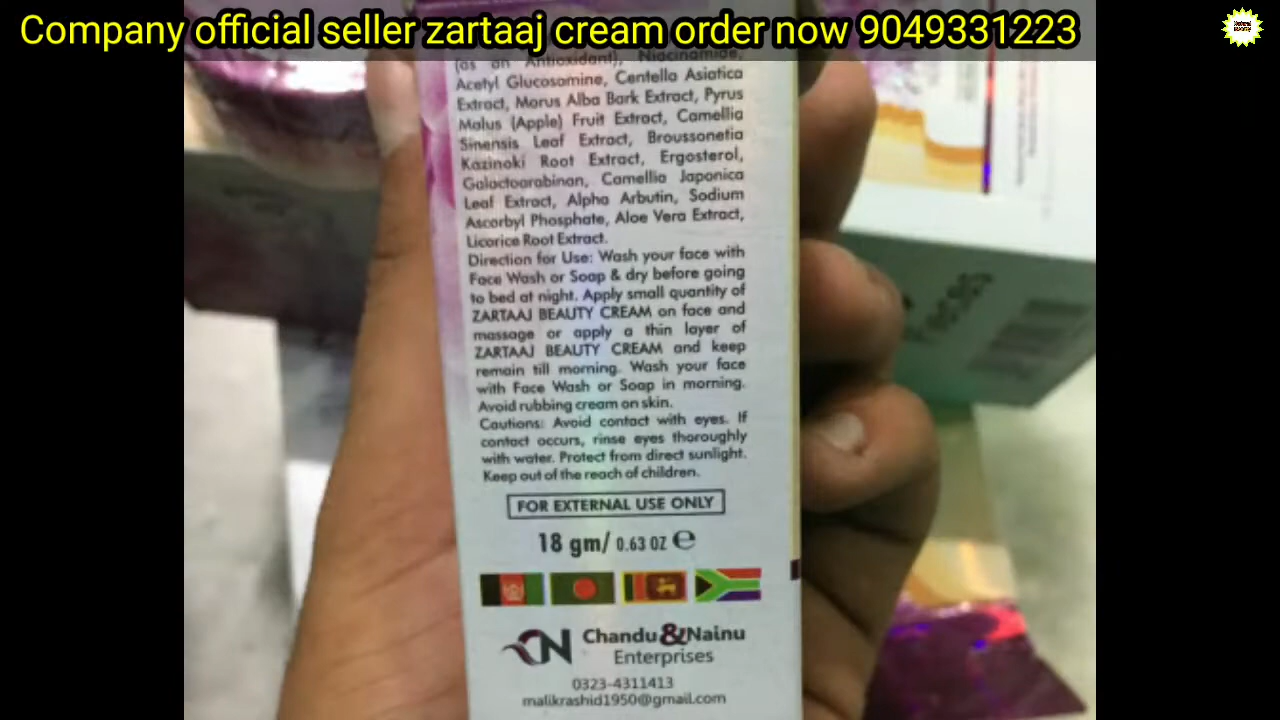 Company official seller zartaaj cream order now 9049331223
(as an Antioxidant), Niacinamide,
Acetyl Glucosamine, Centella Asiatica
Extract, Morus Alba Bark Extract, Pyrus
Malus (Apple) Fruit Extract, Camellia
Sinensis Leaf Extract, Broussonetia
Kazinoki Root Extract, Ergosterol,
Galactoarabinan, Camellia Japonica
Leaf Extract, Alpha Arbutin, Sodium
Ascorbyl Phosphate, Aloe Vera Extract,
Licorice Root Extract.
Direction for Use: Wash your face with
Face Wash or Soap & dry before going
to bed at night. Apply small quantity of
ZARTAAJ BEAUTY CREAM on face and
massage or apply a thin layer of
ZARTAAJ BEAUTY CREAM and keep
remain till morning. Wash your face
with Face Wash or Soap in morning.
Avoid rubbing cream on skin.
Cautions: Avoid contact with eyes. If
contact occurs, rinse eyes thoroughly
with water. Protect from direct sunlight.
Keep out of the reach of children.
FOR EXTERNAL USE ONLY
18 gm/ 0.63 OZ ℮
CN Chandu&Nainu
Enterprises
0323-4311413
malikrashid1950@gmail.com